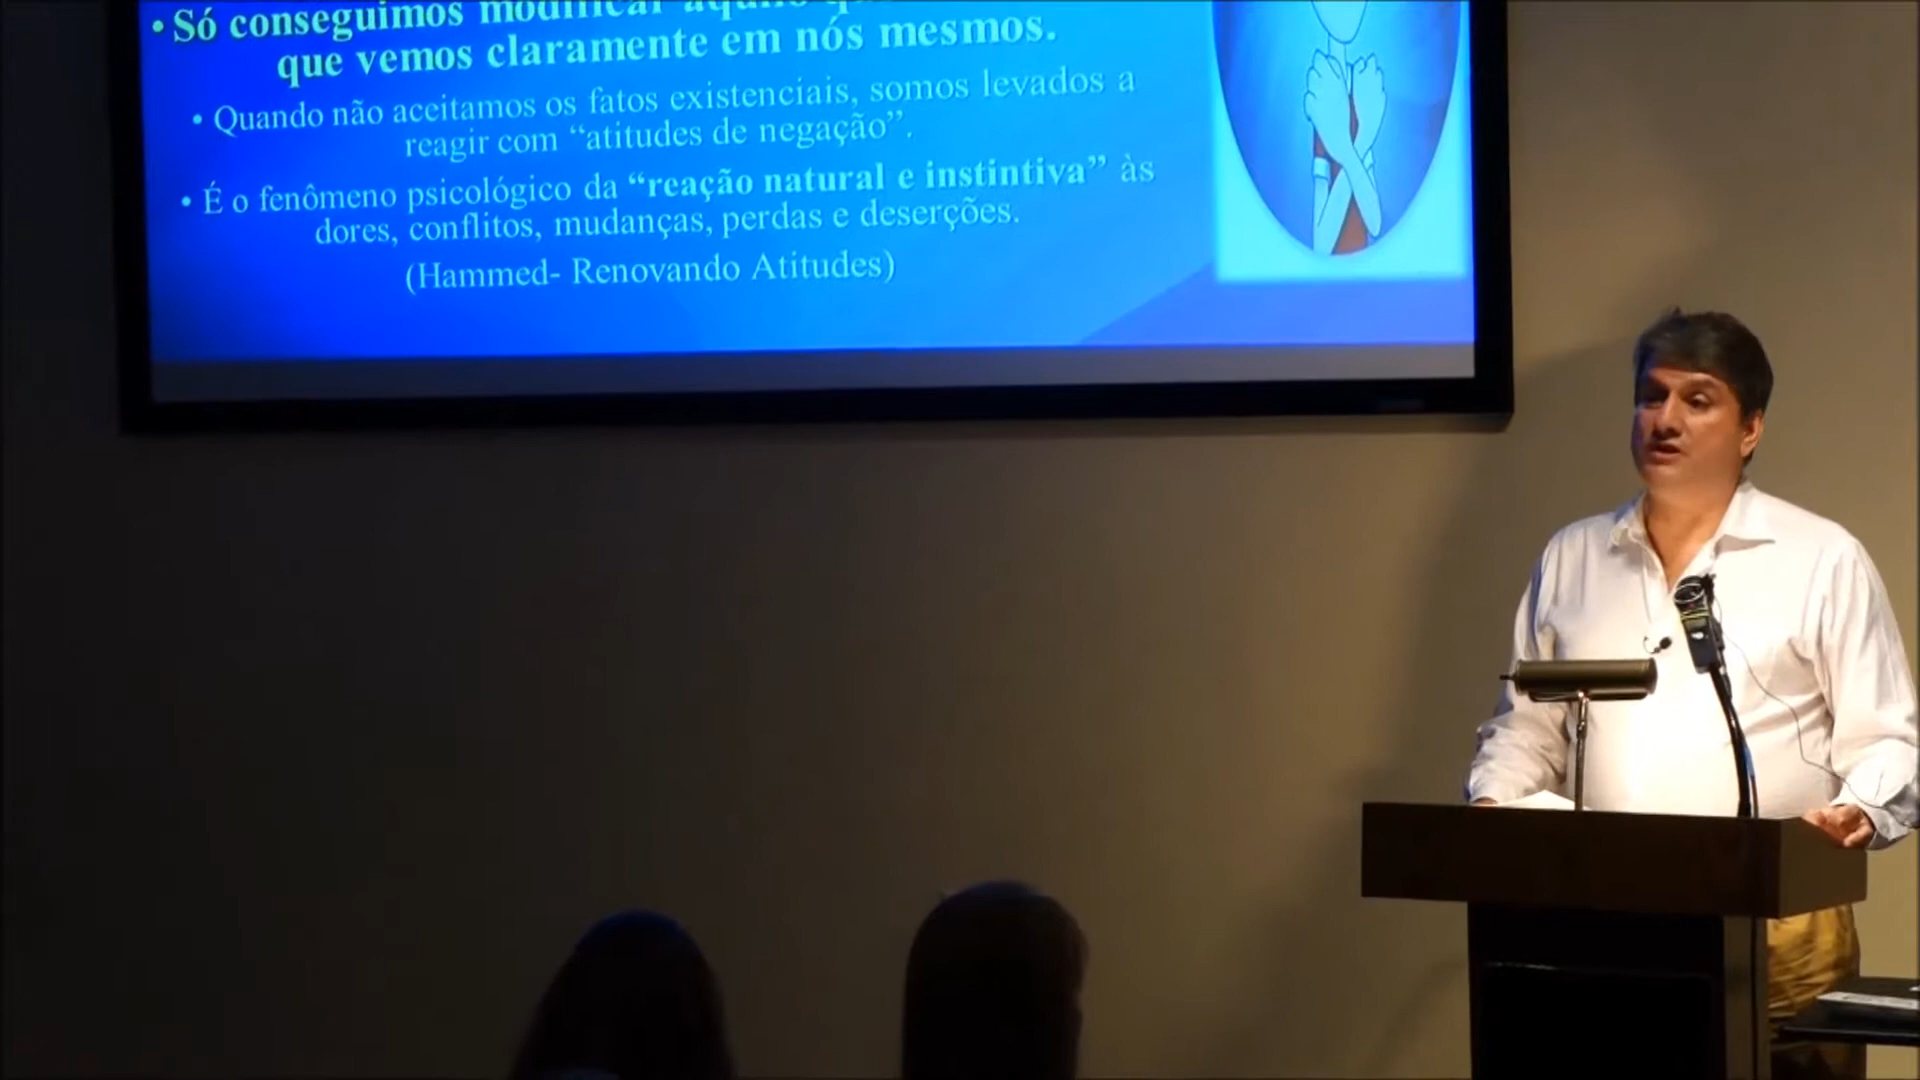 • Só conseguimos modificar
que vemos claramente em nós mesmos.
• Quando não aceitamos os fatos existenciais, somos levados a
reagir com “atitudes de negação”.
• É o fenômeno psicológico da “reação natural e instintiva” às
dores, conflitos, mudanças, perdas e deserções.
(Hammed- Renovando Atitudes)